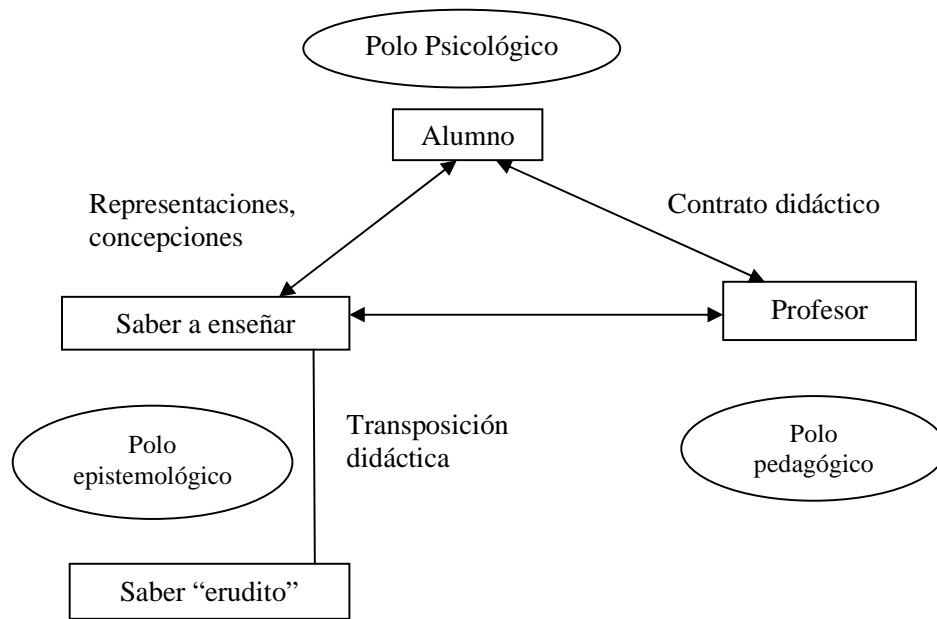 Polo Psicológico
Alumno
Representaciones,
concepciones
Contrato didáctico
Saber a enseñar
Profesor
Polo
epistemológico
Transposición
didáctica
Polo
pedagógico
Saber “erudito”